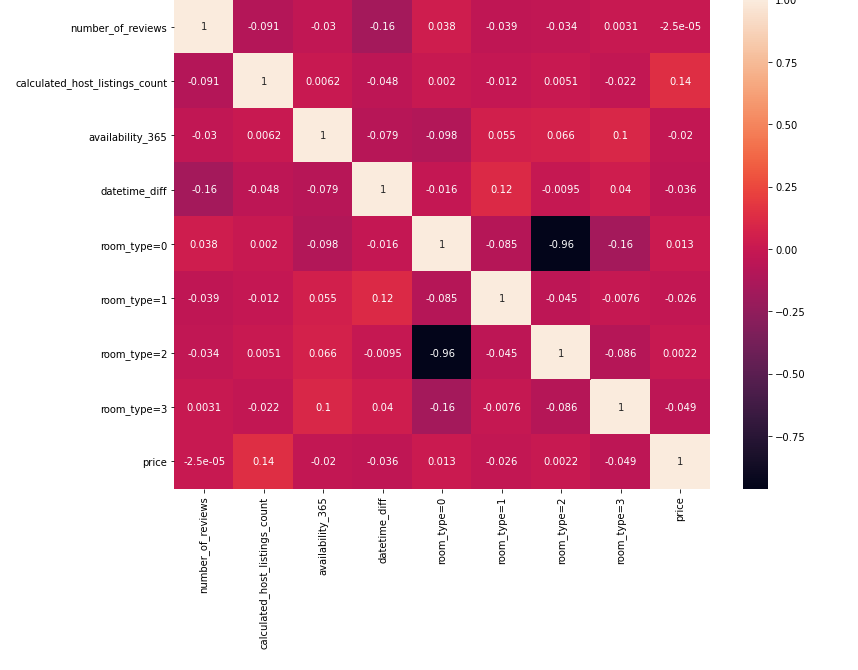 number_of_reviews 1 -0.091 -0.03 -0.16 0.038 -0.039 -0.034 0.0031 -2.5e-05
calculated_host_listings_count -0.091 1 0.0062 -0.048 0.002 -0.012 0.0051 -0.022 0.14
availability_365 -0.03 0.0062 1 -0.079 -0.098 0.055 0.066 0.1 -0.02
datetime_diff -0.16 -0.048 -0.079 1 -0.016 0.12 -0.0095 0.04 -0.036
room_type=0 0.038 0.002 -0.098 -0.016 1 -0.085 -0.96 -0.16 0.013
room_type=1 -0.039 -0.012 0.055 0.12 -0.085 1 -0.045 -0.0076 -0.026
room_type=2 -0.034 0.0051 0.066 -0.0095 -0.96 -0.045 1 -0.086 0.0022
room_type=3 0.0031 -0.022 0.1 0.04 -0.16 -0.0076 -0.086 1 -0.049
price -2.5e-05 0.14 -0.02 -0.036 0.013 -0.026 0.0022 -0.049 1
number_of_reviews
calculated_host_listings_count
availability_365
datetime_diff
room_type=0
room_type=1
room_type=2
room_type=3
price
1.00
0.75
0.50
0.25
0.00
−0.25
−0.50
−0.75